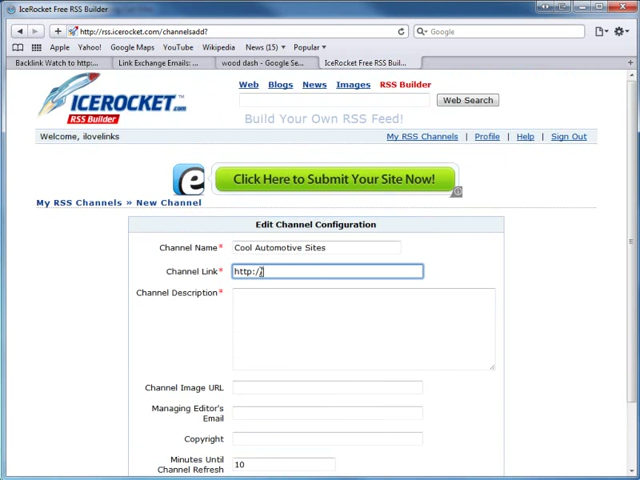 IceRocket Free RSS Builder
http://rss.icerocket.com/channelsadd?
Google
Apple Yahoo! Google Maps YouTube Wikipedia News (15) Popular
Backlink Watch to http:... Link Exchange Emails: ... wood dash - Google Se... IceRocket Free RSS Buil...
Web Blogs News Images RSS Builder
ICEROCKET.com
RSS Builder
Web Search
Build Your Own RSS Feed!
Welcome, ilovelinks My RSS Channels | Profile | Help | Sign Out
e Click Here to Submit Your Site Now!
My RSS Channels » New Channel
Edit Channel Configuration
Channel Name* Cool Automotive Sites
Channel Link* http:/
Channel Description*
Channel Image URL
Managing Editor's
Email
Copyright
Minutes Until
Channel Refresh
10